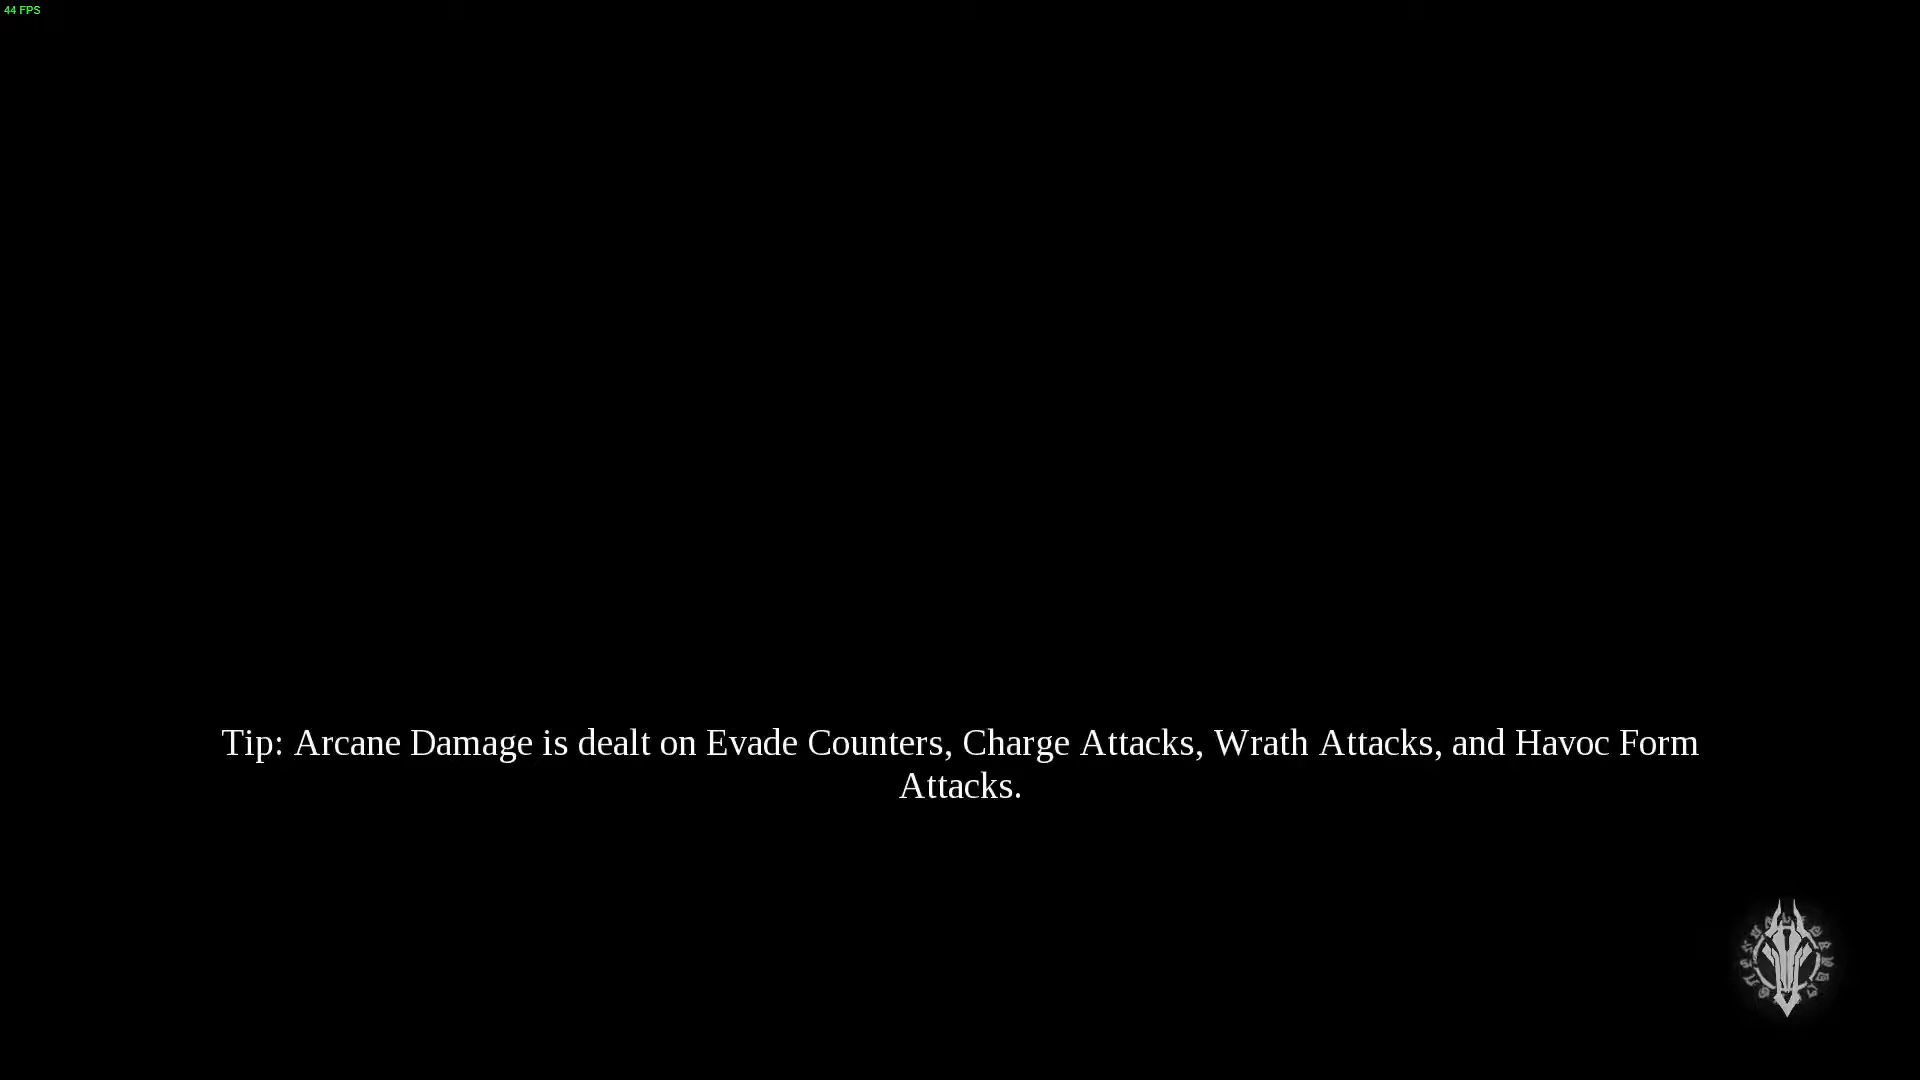 44 FPS
Tip: Arcane Damage is dealt on Evade Counters, Charge Attacks, Wrath Attacks, and Havoc Form
Attacks.